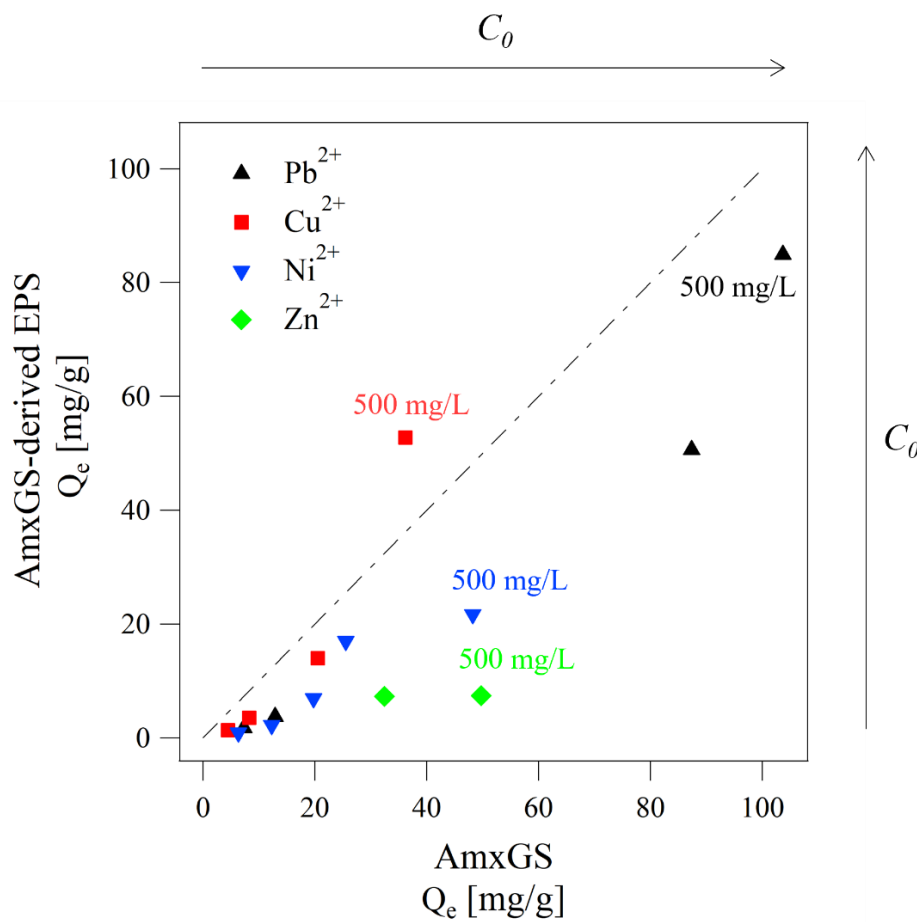 C₀
AmxGS-derived EPS
Qₑ [mg/g]
100
80
60
40
20
0
Pb²⁺
Cu²⁺
Ni²⁺
Zn²⁺
500 mg/L
500 mg/L
500 mg/L
500 mg/L
C₀
0
20
40
60
80
100
AmxGS
Qₑ [mg/g]